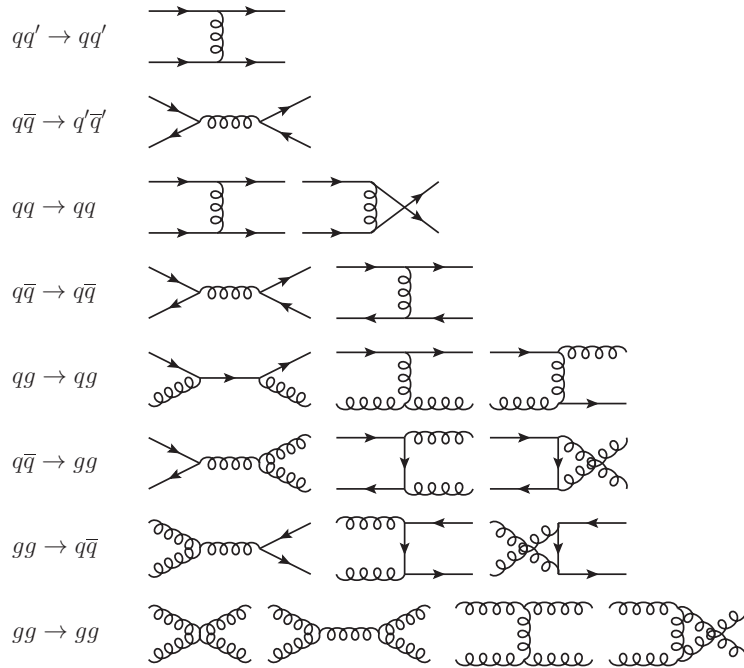 qq′ → qq′
qq̅ → q′q̅′
qq → qq
qq̅ → qq̅
qg → qg
qq̅ → gg
gg → qq̅
gg → gg